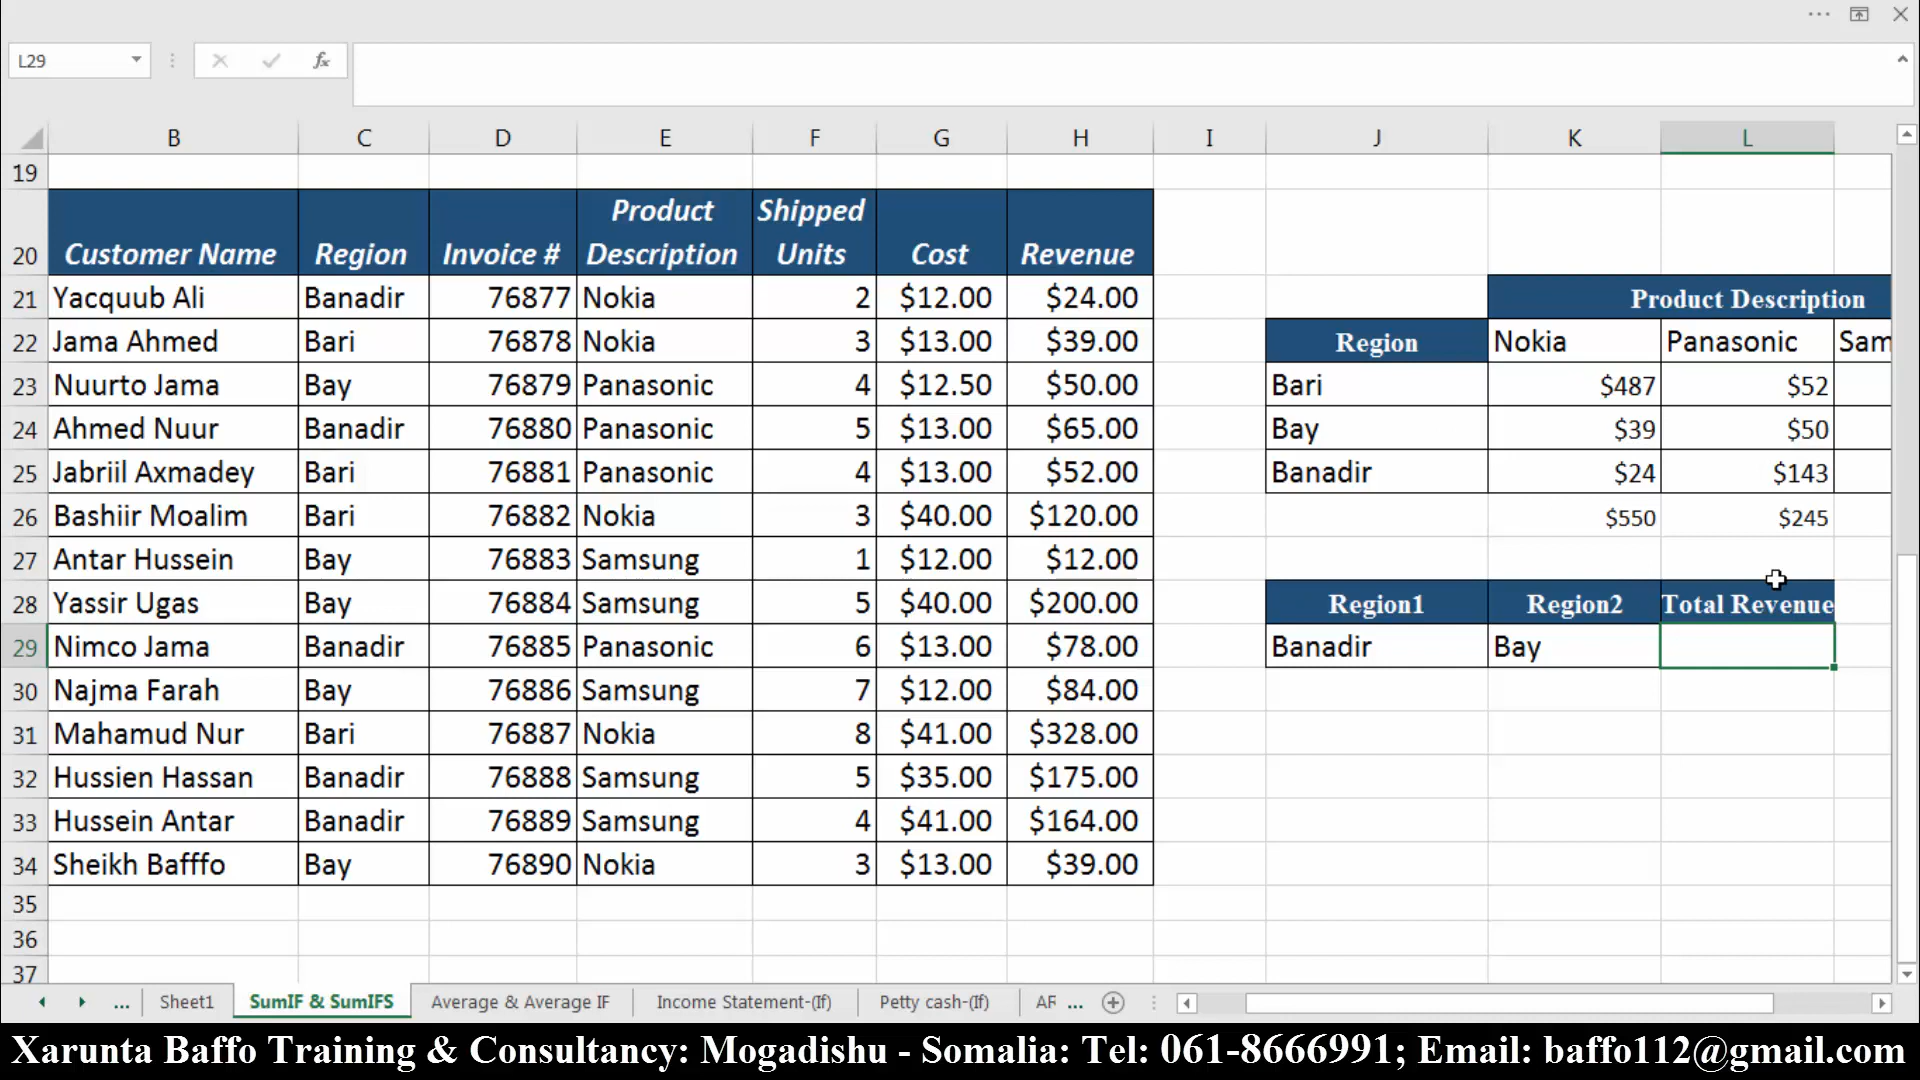 L29
fx
B C D E F G H I J K L
19
20 Customer Name Region Invoice # Product Description Shipped Units Cost Revenue
21 Yacquub Ali Banadir 76877 Nokia 2 $12.00 $24.00 Product Description
22 Jama Ahmed Bari 76878 Nokia 3 $13.00 $39.00 Region Nokia Panasonic Sam
23 Nuurto Jama Bay 76879 Panasonic 4 $12.50 $50.00 Bari $487 $52
24 Ahmed Nuur Banadir 76880 Panasonic 5 $13.00 $65.00 Bay $39 $50
25 Jabriil Axmadey Bari 76881 Panasonic 4 $13.00 $52.00 Banadir $24 $143
26 Bashiir Moalim Bari 76882 Nokia 3 $40.00 $120.00 $550 $245
27 Antar Hussein Bay 76883 Samsung 1 $12.00 $12.00
28 Yassir Ugas Bay 76884 Samsung 5 $40.00 $200.00 Region1 Region2 Total Revenue
29 Nimco Jama Banadir 76885 Panasonic 6 $13.00 $78.00 Banadir Bay
30 Najma Farah Bay 76886 Samsung 7 $12.00 $84.00
31 Mahamud Nur Bari 76887 Nokia 8 $41.00 $328.00
32 Hussien Hassan Banadir 76888 Samsung 5 $35.00 $175.00
33 Hussein Antar Banadir 76889 Samsung 4 $41.00 $164.00
34 Sheikh Bafffo Bay 76890 Nokia 3 $13.00 $39.00
35
36
37
... Sheet1 SumIF & SumIFS Average & Average IF Income Statement-(If) Petty cash-(If) AF ...
Xarunta Baffo Training & Consultancy: Mogadishu - Somalia: Tel: 061-8666991; Email: baffo112@gmail.com